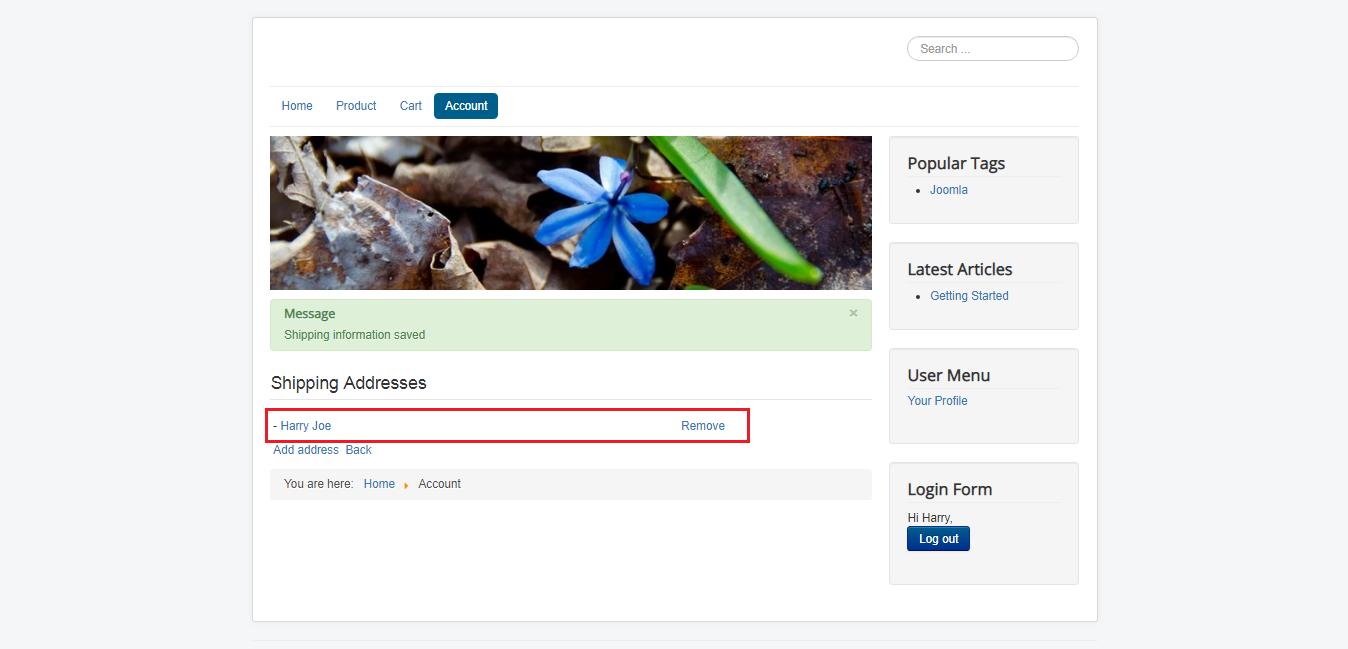 Search ...
Home Product Cart Account
Message ×
Shipping information saved
Shipping Addresses
- Harry Joe Remove
Add address Back
You are here: Home Account
Popular Tags
Joomla
Latest Articles
Getting Started
User Menu
Your Profile
Login Form
Hi Harry,
Log out